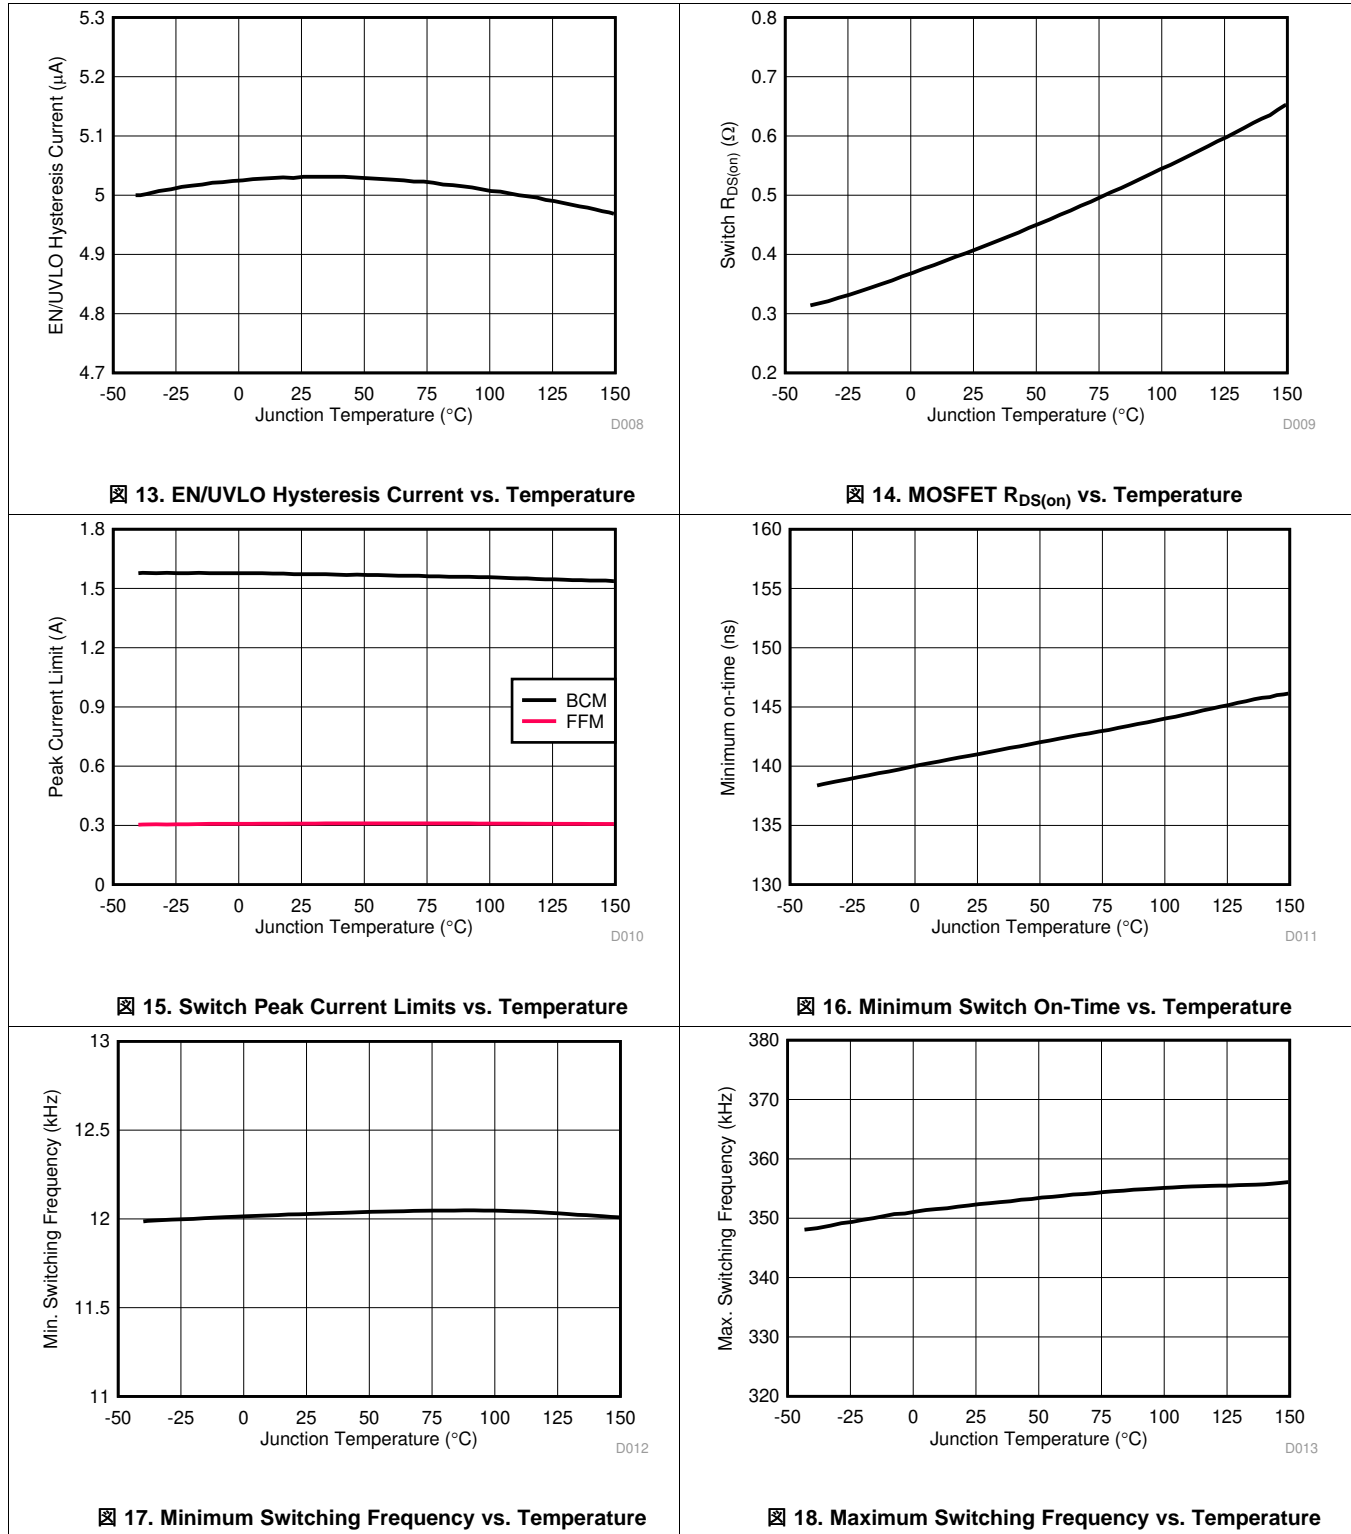 5.3
5.2
5.1
5
4.9
4.8
4.7
EN/UVLO Hysteresis Current (µA)
-50 -25 0 25 50 75 100 125 150
Junction Temperature (°C)
D008
図 13. EN/UVLO Hysteresis Current vs. Temperature
0.8
0.7
0.6
0.5
0.4
0.3
0.2
Switch RDS(on) (Ω)
-50 -25 0 25 50 75 100 125 150
Junction Temperature (°C)
D009
図 14. MOSFET RDS(on) vs. Temperature
1.8
1.5
1.2
0.9
0.6
0.3
0
Peak Current Limit (A)
BCM
FFM
-50 -25 0 25 50 75 100 125 150
Junction Temperature (°C)
D010
図 15. Switch Peak Current Limits vs. Temperature
160
155
150
145
140
135
130
Minimum on-time (ns)
-50 -25 0 25 50 75 100 125 150
Junction Temperature (°C)
D011
図 16. Minimum Switch On-Time vs. Temperature
13
12.5
12
11.5
11
Min. Switching Frequency (kHz)
-50 -25 0 25 50 75 100 125 150
Junction Temperature (°C)
D012
図 17. Minimum Switching Frequency vs. Temperature
380
370
360
350
340
330
320
Max. Switching Frequency (kHz)
-50 -25 0 25 50 75 100 125 150
Junction Temperature (°C)
D013
図 18. Maximum Switching Frequency vs. Temperature